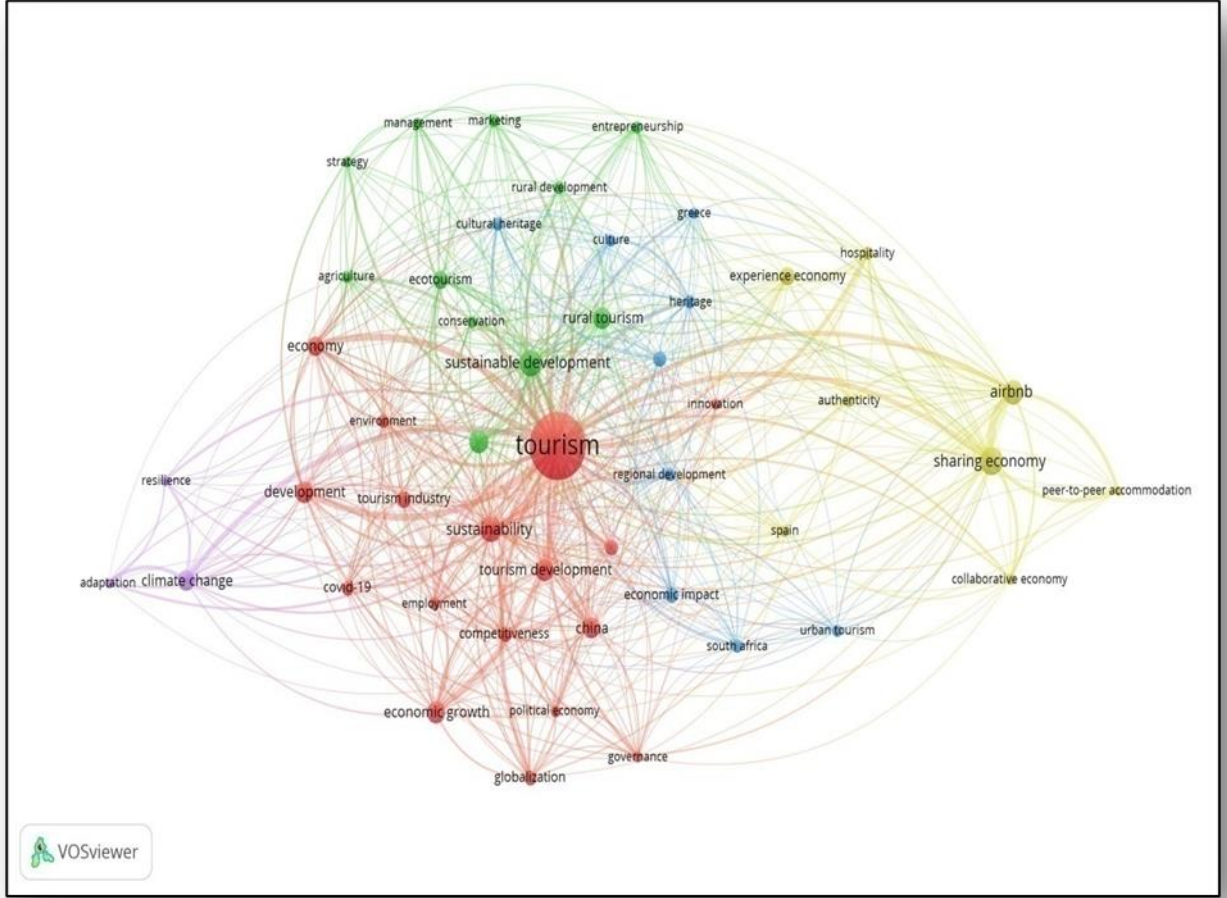 management
marketing
entrepreneurship
strategy
rural development
greece
cultural heritage
culture
hospitality
agriculture
ecotourism
experience economy
heritage
conservation
rural tourism
economy
sustainable development
airbnb
innovation
authenticity
environment
tourism
sharing economy
regional development
resilience
development
tourism industry
peer-to-peer accommodation
sustainability
spain
tourism development
adaptation
climate change
collaborative economy
covid-19
economic impact
employment
china
competitiveness
urban tourism
south africa
economic growth
political economy
governance
globalization
VOSviewer